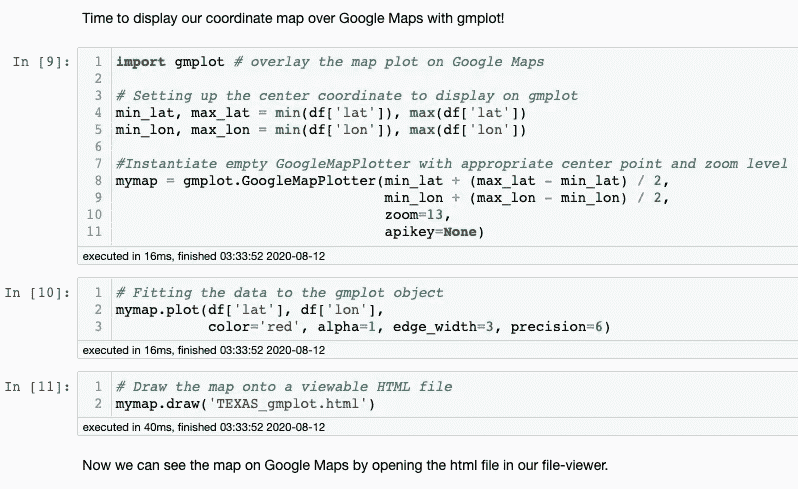 Time to display our coordinate map over Google Maps with gmplot!
In [9]:
1 import gmplot # overlay the map plot on Google Maps
2
3 # Setting up the center coordinate to display on gmplot
4 min_lat, max_lat = min(df['lat']), max(df['lat'])
5 min_lon, max_lon = min(df['lon']), max(df['lon'])
6
7 #Instantiate empty GoogleMapPlotter with appropriate center point and zoom level
8 mymap = gmplot.GoogleMapPlotter(min_lat + (max_lat - min_lat) / 2,
9 min_lon + (max_lon - min_lon) / 2,
10 zoom=13,
11 apikey=None)
executed in 16ms, finished 03:33:52 2020-08-12
In [10]:
1 # Fitting the data to the gmplot object
2 mymap.plot(df['lat'], df['lon'],
3 color='red', alpha=1, edge_width=3, precision=6)
executed in 16ms, finished 03:33:52 2020-08-12
In [11]:
1 # Draw the map onto a viewable HTML file
2 mymap.draw('TEXAS_gmplot.html')
executed in 40ms, finished 03:33:52 2020-08-12
Now we can see the map on Google Maps by opening the html file in our file-viewer.